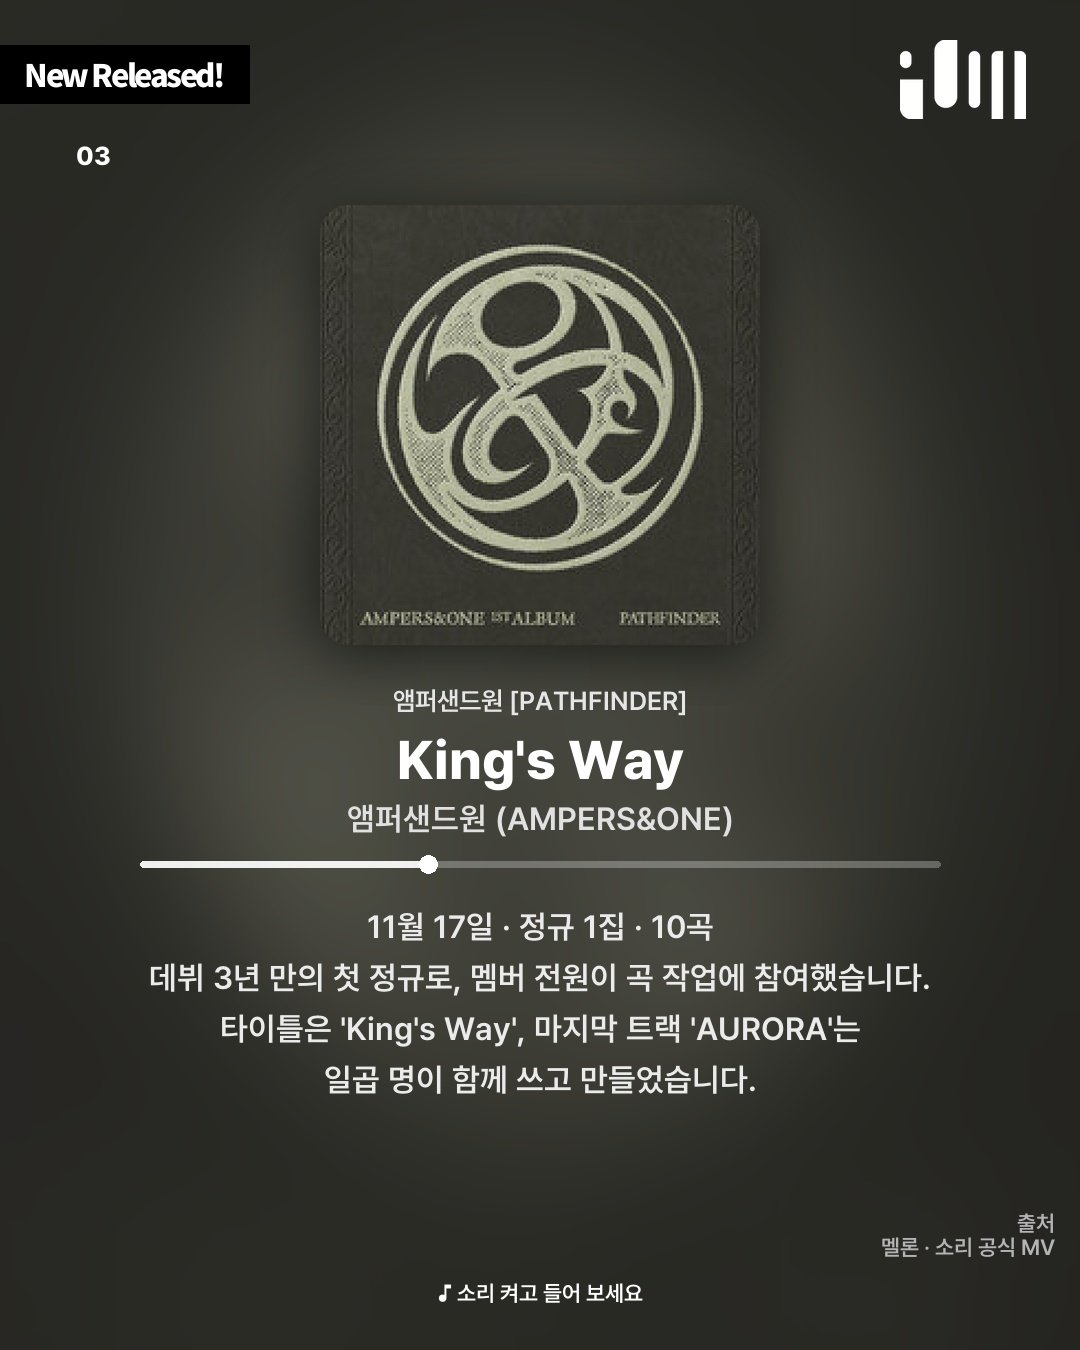 New Released!
03
AMPERS&ONE 1ST ALBUM PATHFINDER
앰퍼샌드원 [PATHFINDER]
King's Way
앰퍼샌드원 (AMPERS&ONE)
11월 17일 · 정규 1집 · 10곡
데뷔 3년 만의 첫 정규로, 멤버 전원이 곡 작업에 참여했습니다.
타이틀은 'King's Way', 마지막 트랙 'AURORA'는
일곱 명이 함께 쓰고 만들었습니다.
출처
멜론 · 소리 공식 MV
♪ 소리 켜고 들어 보세요